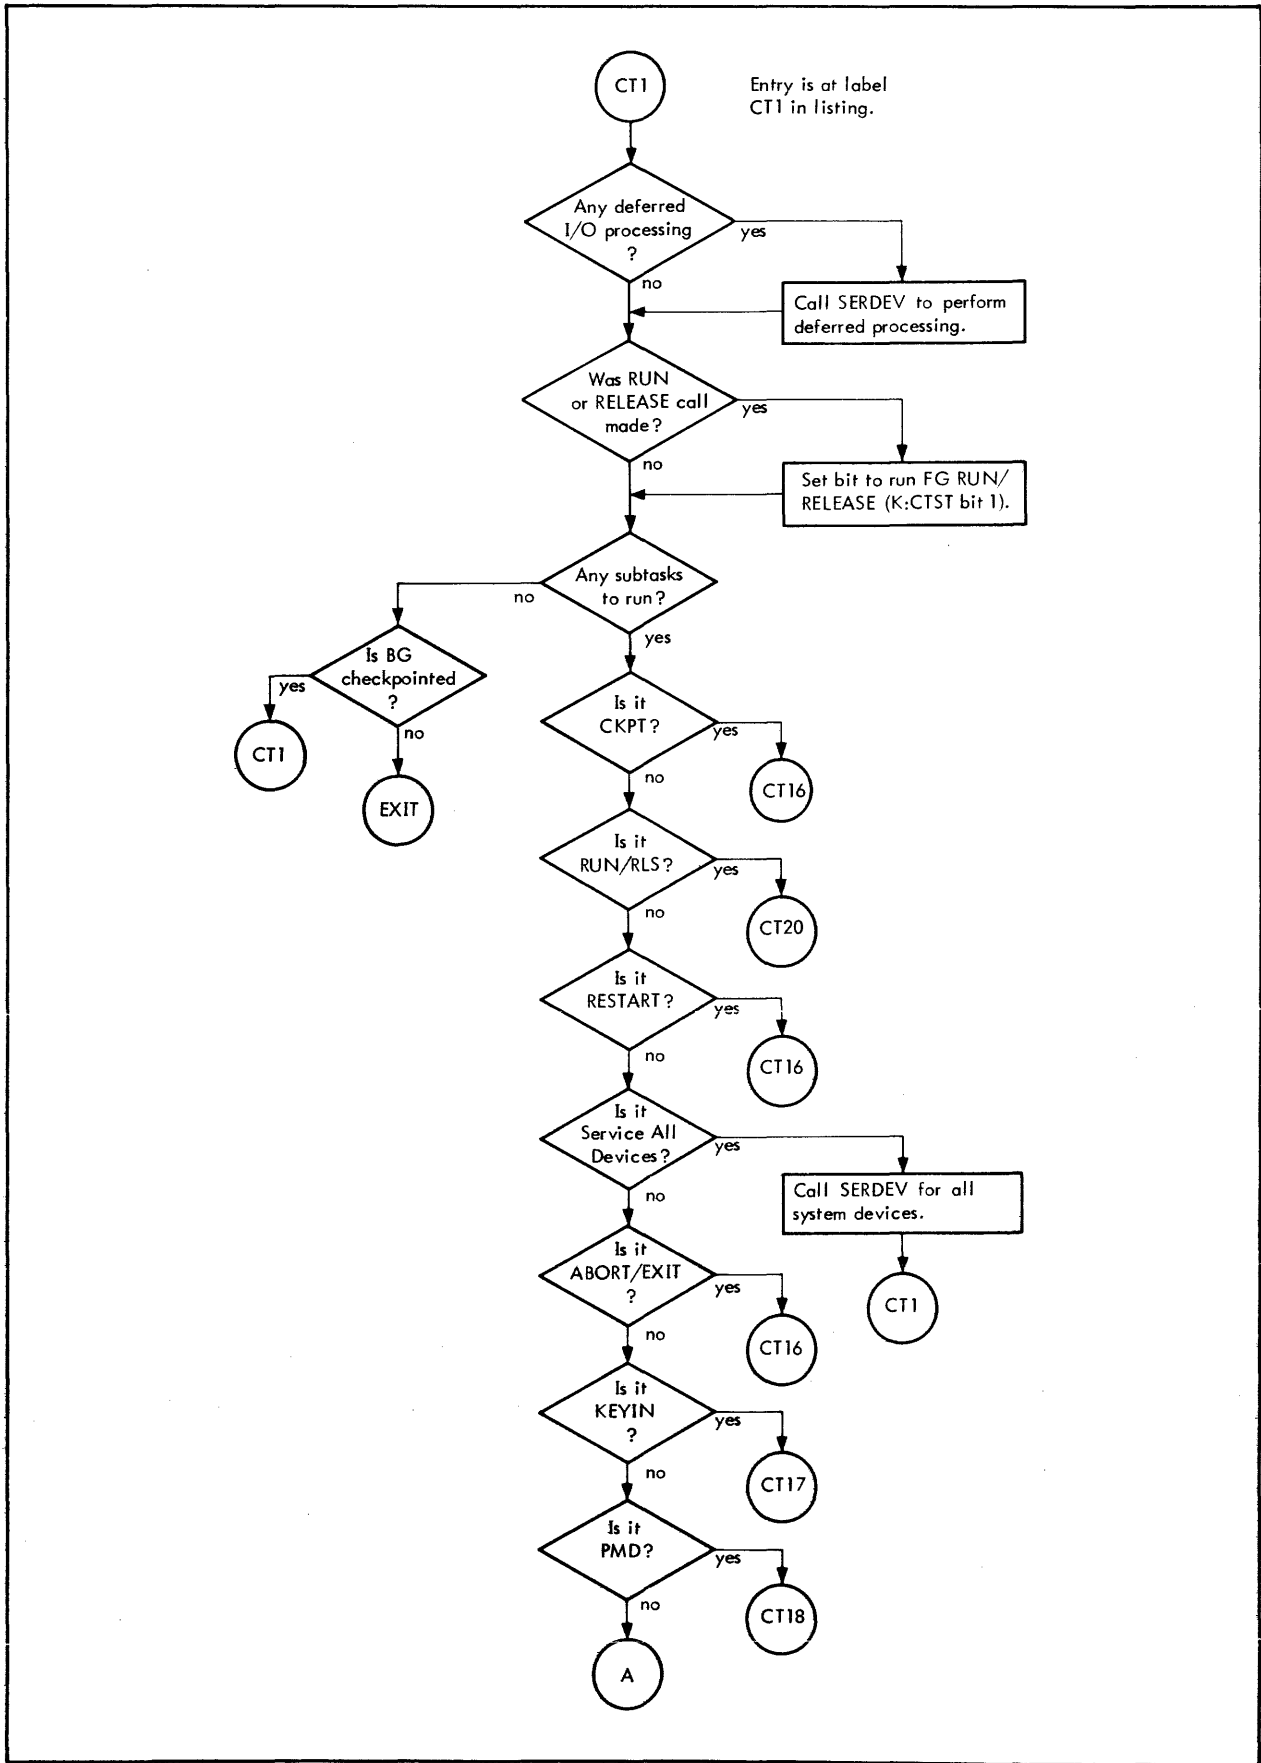 CT1
Entry is at label
CT1 in listing.
Any deferred
I/O processing
?
yes
no
Call SERDEV to perform
deferred processing.
Was RUN
or RELEASE call
made?
yes
no
Set bit to run FG RUN/
RELEASE (K:CTST bit 1).
Any subtasks
to run?
no
yes
Is BG
checkpointed
?
yes
no
CT1
EXIT
Is it
CKPT?
yes
no
CT16
Is it
RUN/RLS?
yes
no
CT20
Is it
RESTART?
yes
no
CT16
Is it
Service All
Devices?
yes
no
Call SERDEV for all
system devices.
CT1
Is it
ABORT/EXIT
?
yes
no
CT16
Is it
KEYIN
?
yes
no
CT17
Is it
PMD?
yes
no
CT18
A